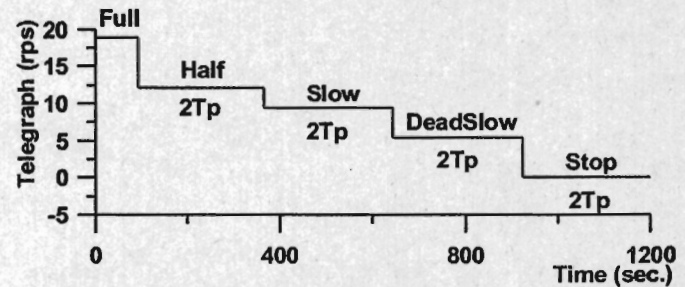 Full
20
15
10
5
0
-5
Telegraph (rps)
Half
2Tp
Slow
2Tp
DeadSlow
2Tp
Stop
2Tp
0 400 800 1200
Time (sec.)